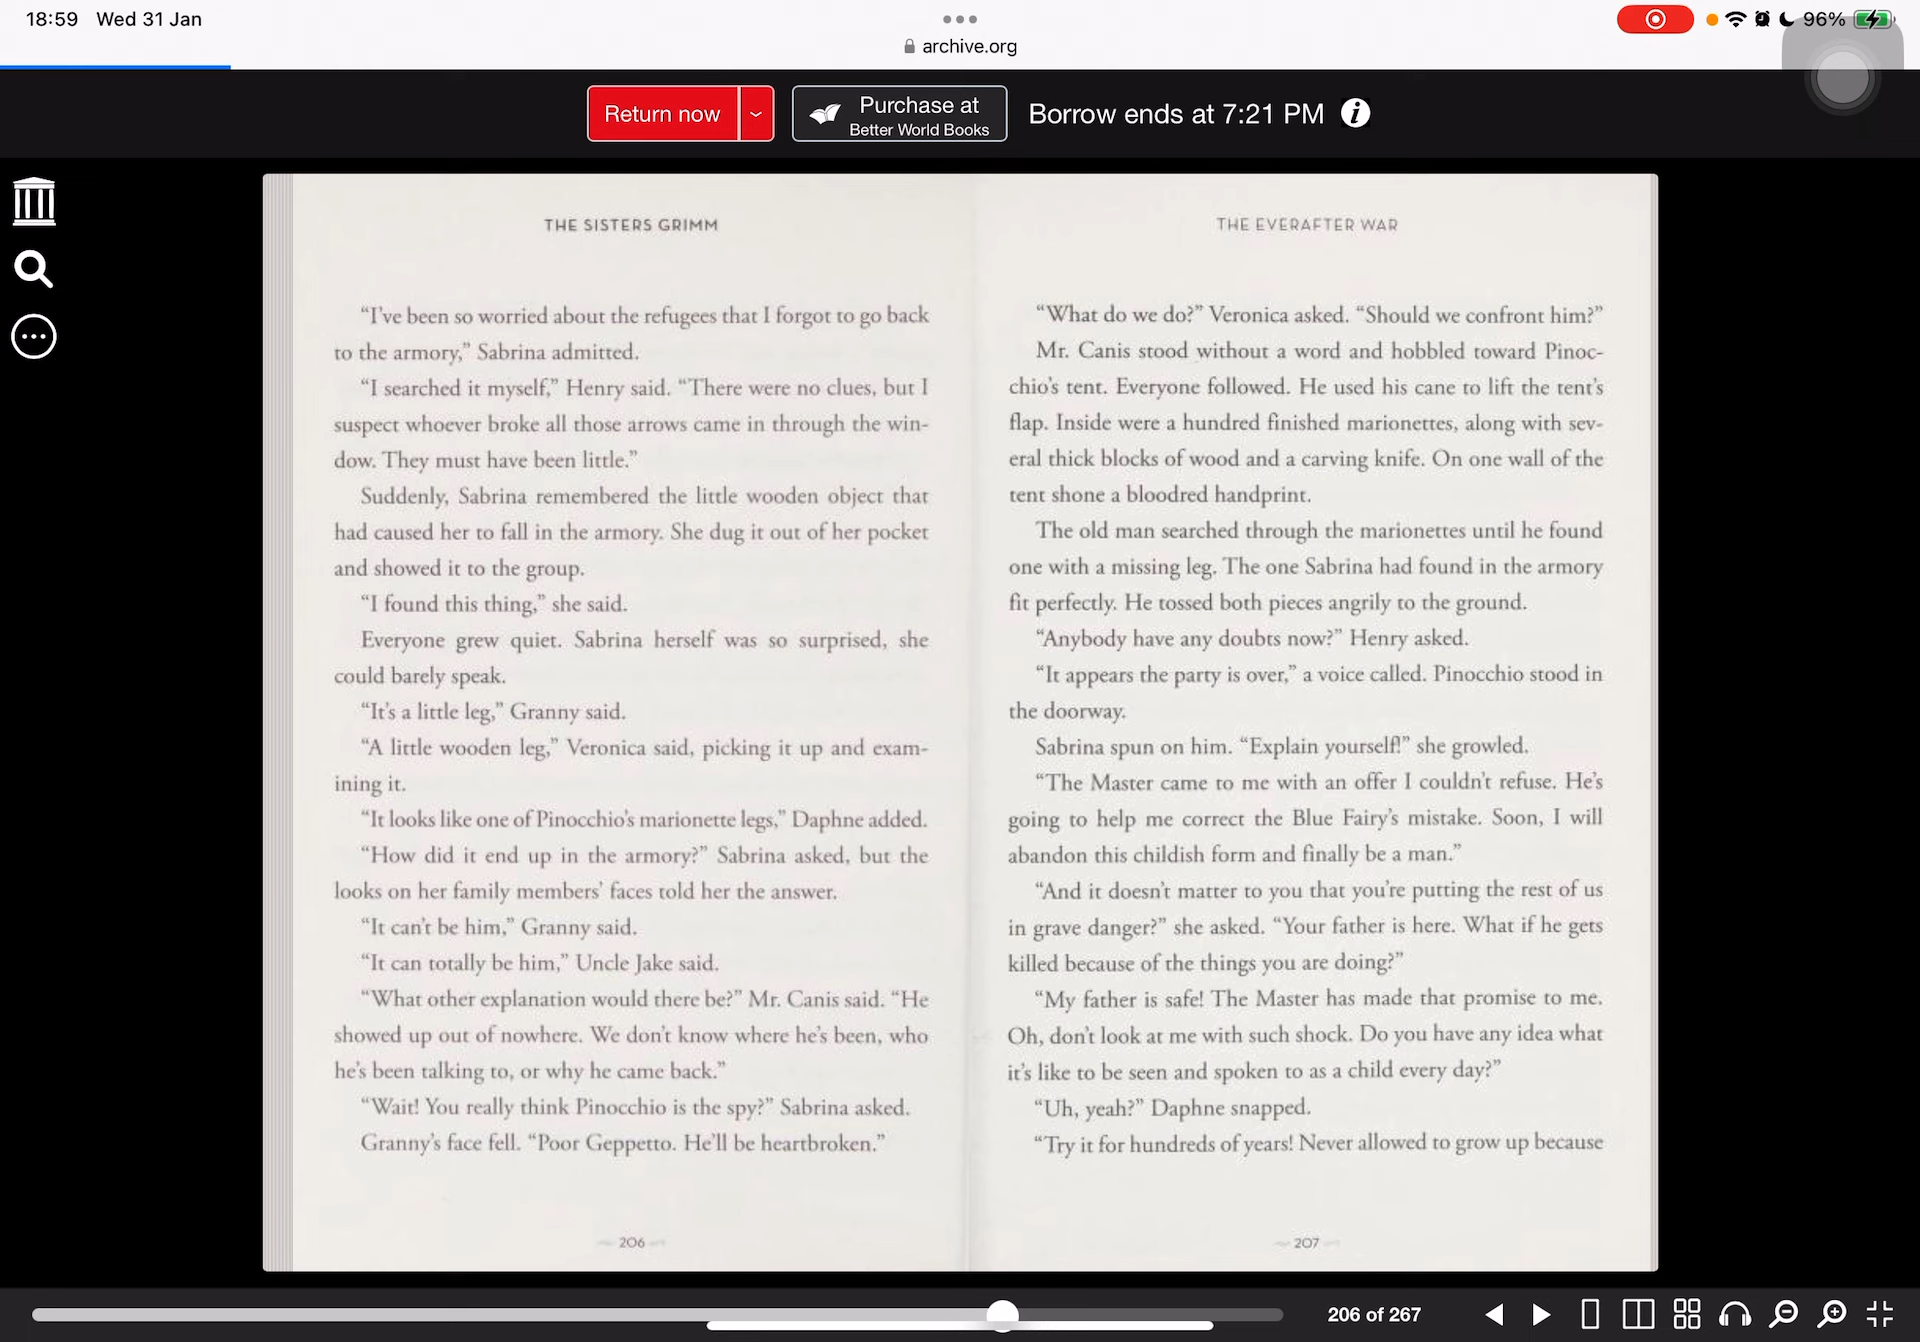 18:59 Wed 31 Jan
96%
archive.org
Return now
Purchase at
Better World Books
Borrow ends at 7:21 PM
THE SISTERS GRIMM
“I’ve been so worried about the refugees that I forgot to go back
to the armory,” Sabrina admitted.
“I searched it myself,” Henry said. “There were no clues, but I
suspect whoever broke all those arrows came in through the win-
dow. They must have been little.”
Suddenly, Sabrina remembered the little wooden object that
had caused her to fall in the armory. She dug it out of her pocket
and showed it to the group.
“I found this thing,” she said.
Everyone grew quiet. Sabrina herself was so surprised, she
could barely speak.
“It’s a little leg,” Granny said.
“A little wooden leg,” Veronica said, picking it up and exam-
ining it.
“It looks like one of Pinocchio’s marionette legs,” Daphne added.
“How did it end up in the armory?” Sabrina asked, but the
looks on her family members’ faces told her the answer.
“It can’t be him,” Granny said.
“It can totally be him,” Uncle Jake said.
“What other explanation would there be?” Mr. Canis said. “He
showed up out of nowhere. We don’t know where he’s been, who
he’s been talking to, or why he came back.”
“Wait! You really think Pinocchio is the spy?” Sabrina asked.
Granny’s face fell. “Poor Geppetto. He’ll be heartbroken.”
206
THE EVERAFTER WAR
“What do we do?” Veronica asked. “Should we confront him?”
Mr. Canis stood without a word and hobbled toward Pinoc-
chio’s tent. Everyone followed. He used his cane to lift the tent’s
flap. Inside were a hundred finished marionettes, along with sev-
eral thick blocks of wood and a carving knife. On one wall of the
tent shone a bloodred handprint.
The old man searched through the marionettes until he found
one with a missing leg. The one Sabrina had found in the armory
fit perfectly. He tossed both pieces angrily to the ground.
“Anybody have any doubts now?” Henry asked.
“It appears the party is over,” a voice called. Pinocchio stood in
the doorway.
Sabrina spun on him. “Explain yourself!” she growled.
“The Master came to me with an offer I couldn’t refuse. He’s
going to help me correct the Blue Fairy’s mistake. Soon, I will
abandon this childish form and finally be a man.”
“And it doesn’t matter to you that you’re putting the rest of us
in grave danger?” she asked. “Your father is here. What if he gets
killed because of the things you are doing?”
“My father is safe! The Master has made that promise to me.
Oh, don’t look at me with such shock. Do you have any idea what
it’s like to be seen and spoken to as a child every day?”
“Uh, yeah?” Daphne snapped.
“Try it for hundreds of years! Never allowed to grow up because
207
206 of 267